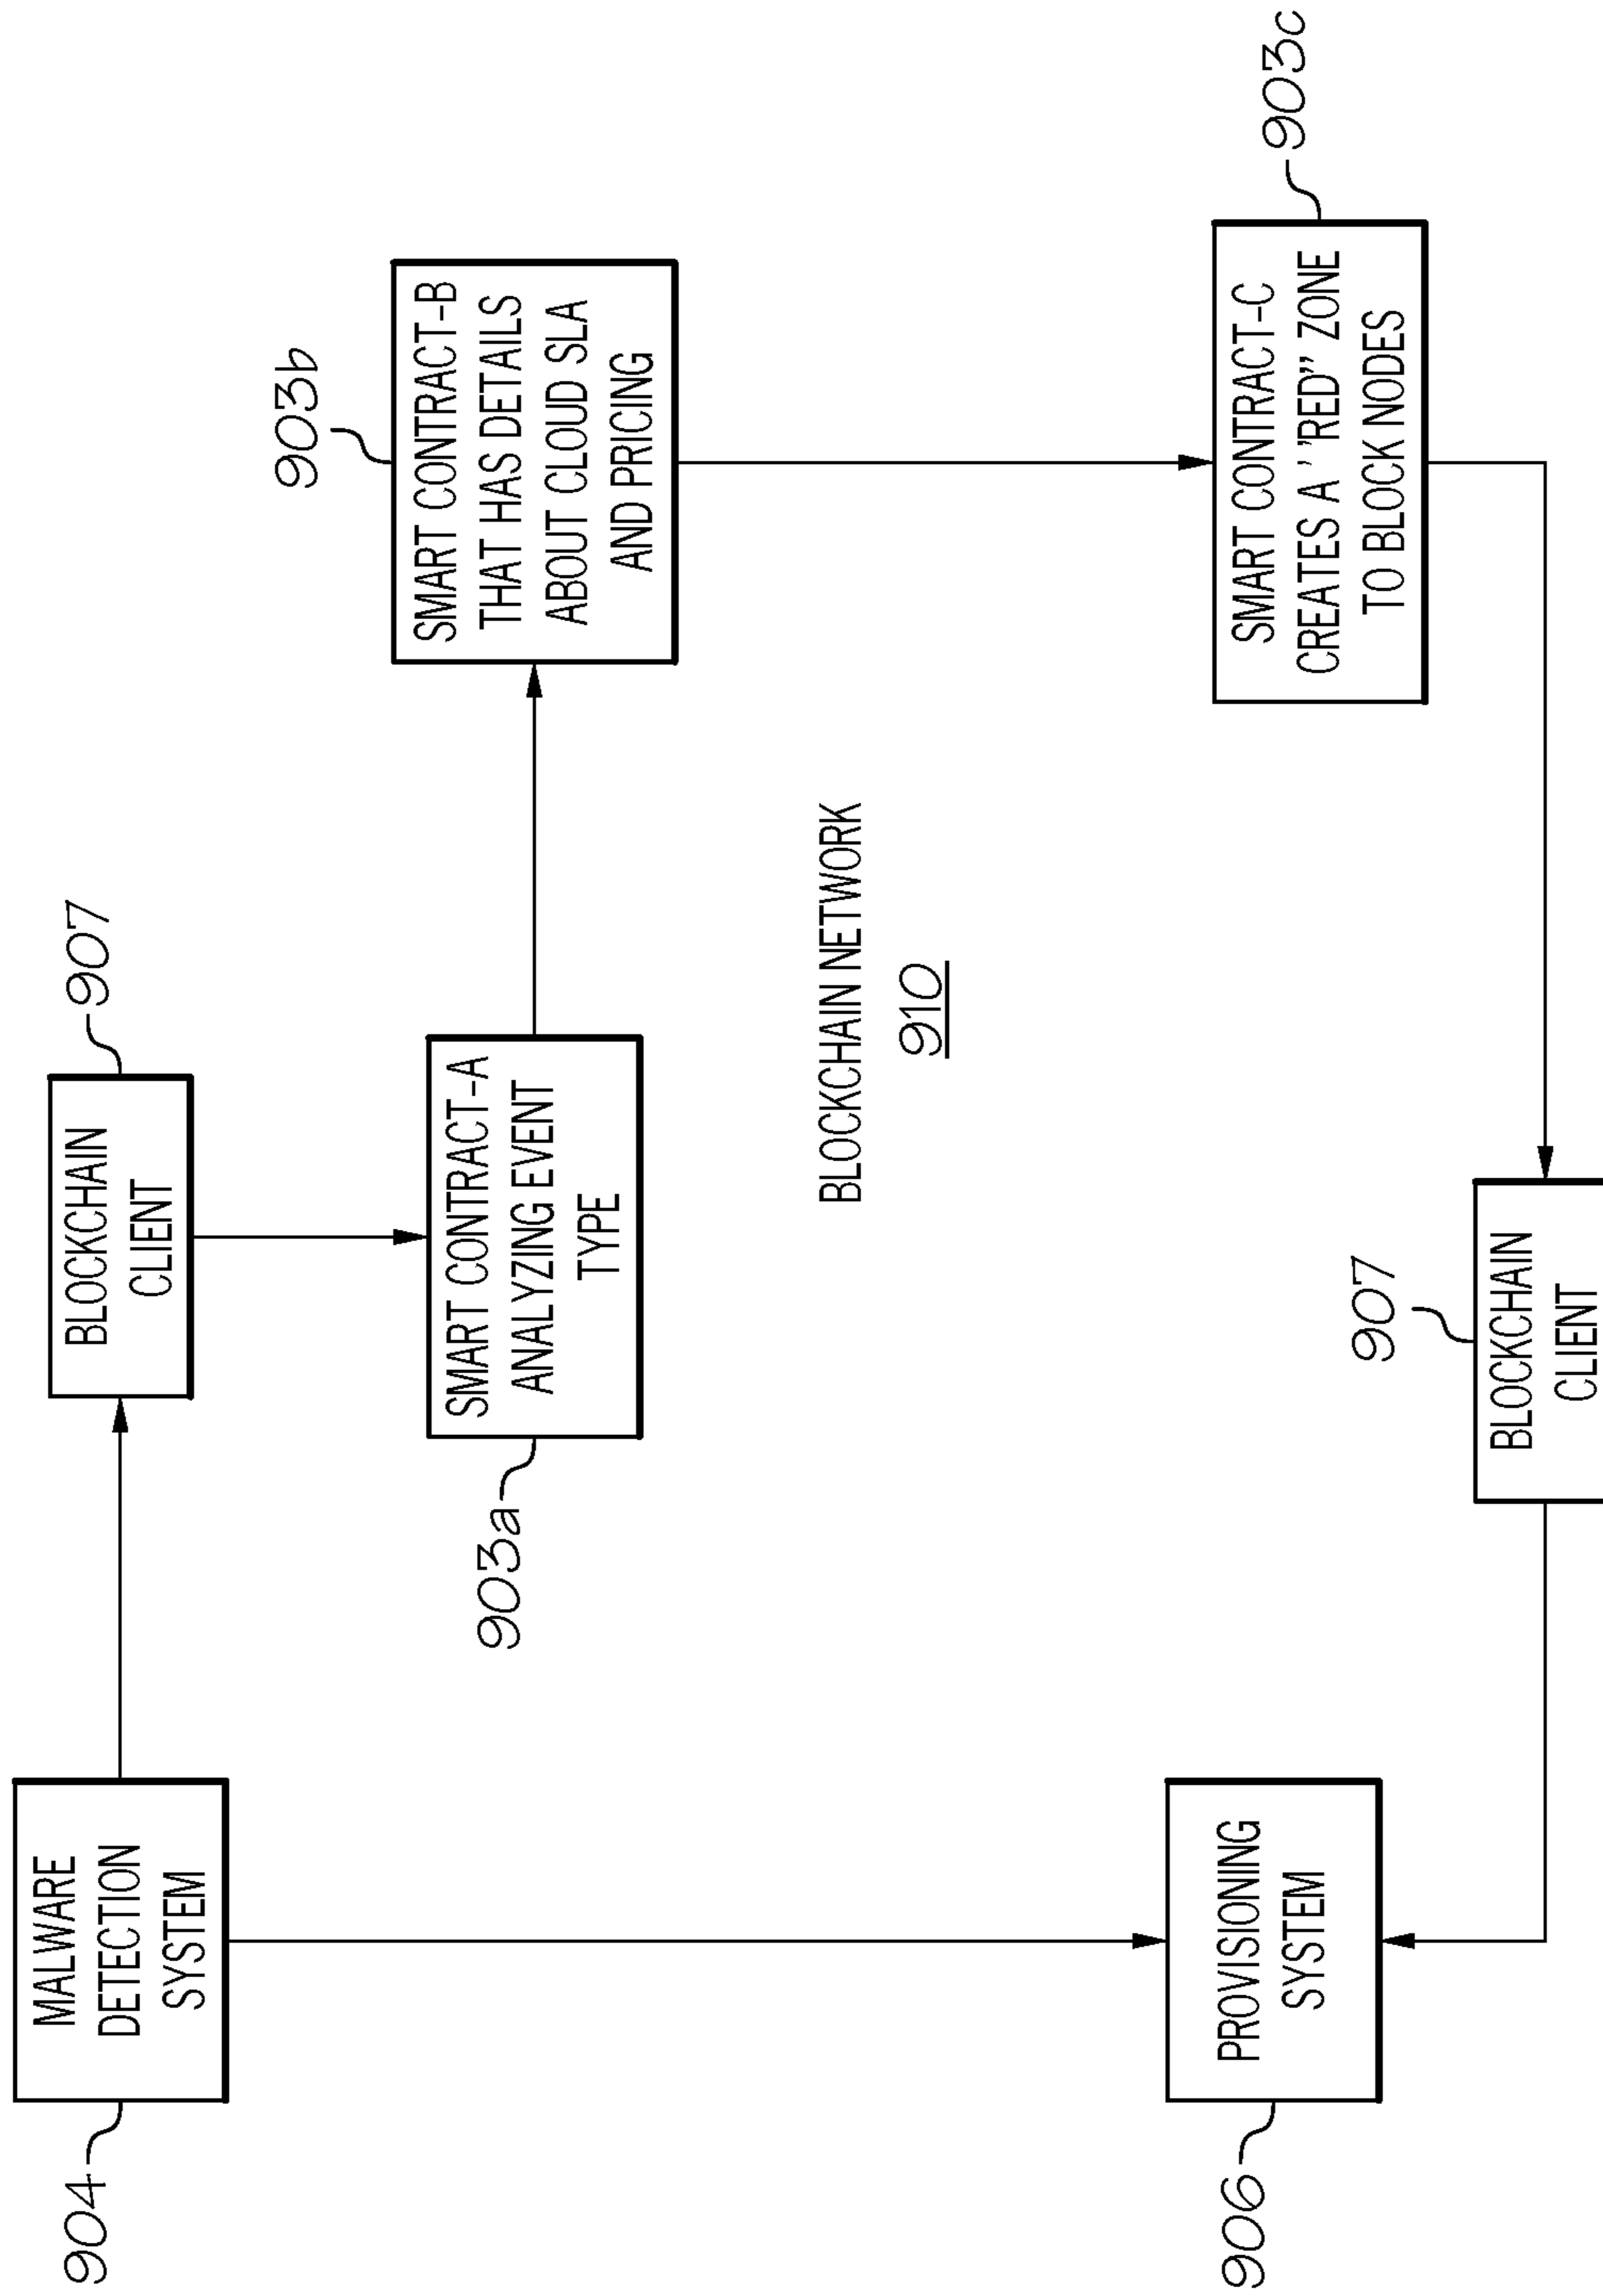 904
MALWARE
DETECTION
SYSTEM
BLOCKCHAIN
CLIENT
907
903a
SMART CONTRACT-A
ANALYZING EVENT
TYPE
903b
SMART CONTRACT-B
THAT HAS DETAILS
ABOUT CLOUD SLA
AND PRICING
BLOCKCHAIN NETWORK
910
906
PROVISIONING
SYSTEM
SMART CONTRACT-C
CREATES A "RED" ZONE
TO BLOCK NODES
903c
907
BLOCKCHAIN
CLIENT